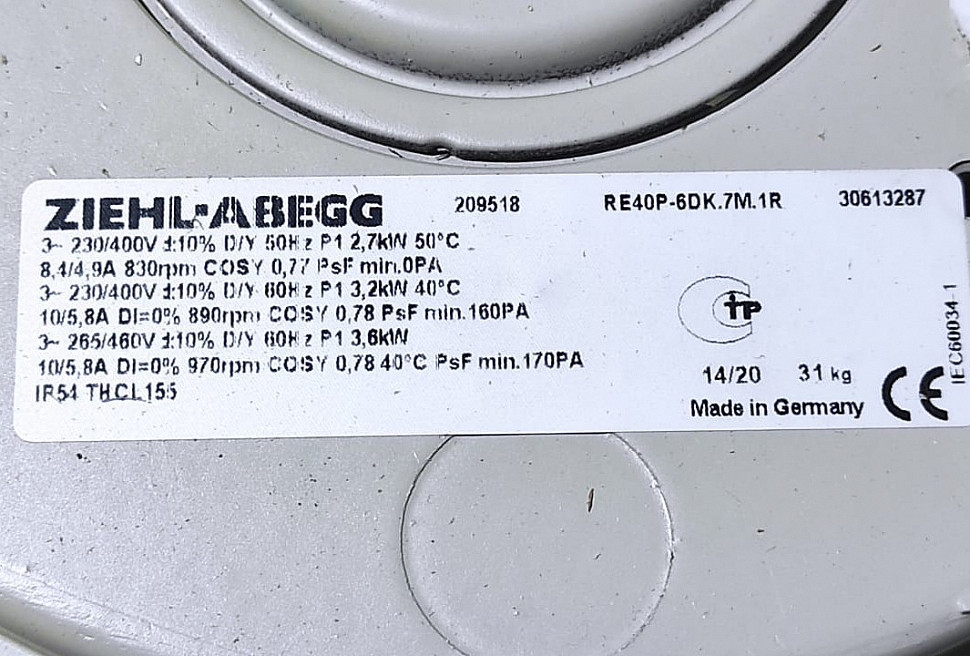 ZIEHL-ABEGG 209518 RE40P-6DK.7M.1R 30613287
3~ 230/400V ±10% D/Y 50Hz P1 2,7kW 50°C
8,4/4,9A 830rpm COSY 0,77 PsF min.0PA
3~ 230/400V ±10% D/Y 60Hz P1 3,2kW 40°C
10/5,8A DI=0% 890rpm COSY 0,78 PsF min.160PA
3~ 265/460V ±10% D/Y 60Hz P1 3,6kW
10/5,8A DI=0% 970rpm COSY 0,78 40°C PsF min.170PA
IP54 THCL155
14/20 31 kg
Made in Germany
CE
IEC60034-1